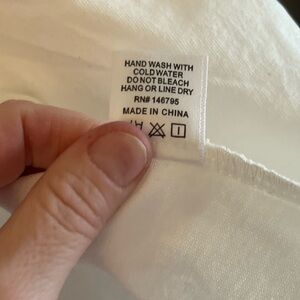 HAND WASH WITH
COLD WATER
DO NOT BLEACH
HANG OR LINE DRY
RN# 146795
MADE IN CHINA